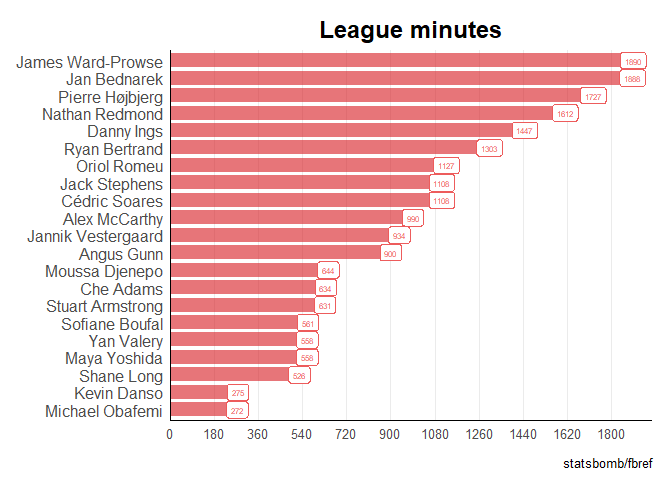 League minutes
James Ward-Prowse 1890
Jan Bednarek 1888
Pierre Højbjerg 1727
Nathan Redmond 1612
Danny Ings 1447
Ryan Bertrand 1303
Oriol Romeu 1127
Jack Stephens 1108
Cédric Soares 1108
Alex McCarthy 990
Jannik Vestergaard 934
Angus Gunn 900
Moussa Djenepo 644
Che Adams 634
Stuart Armstrong 631
Sofiane Boufal 561
Yan Valery 558
Maya Yoshida 558
Shane Long 526
Kevin Danso 275
Michael Obafemi 272
0 180 360 540 720 900 1080 1260 1440 1620 1800
statsbomb/fbref